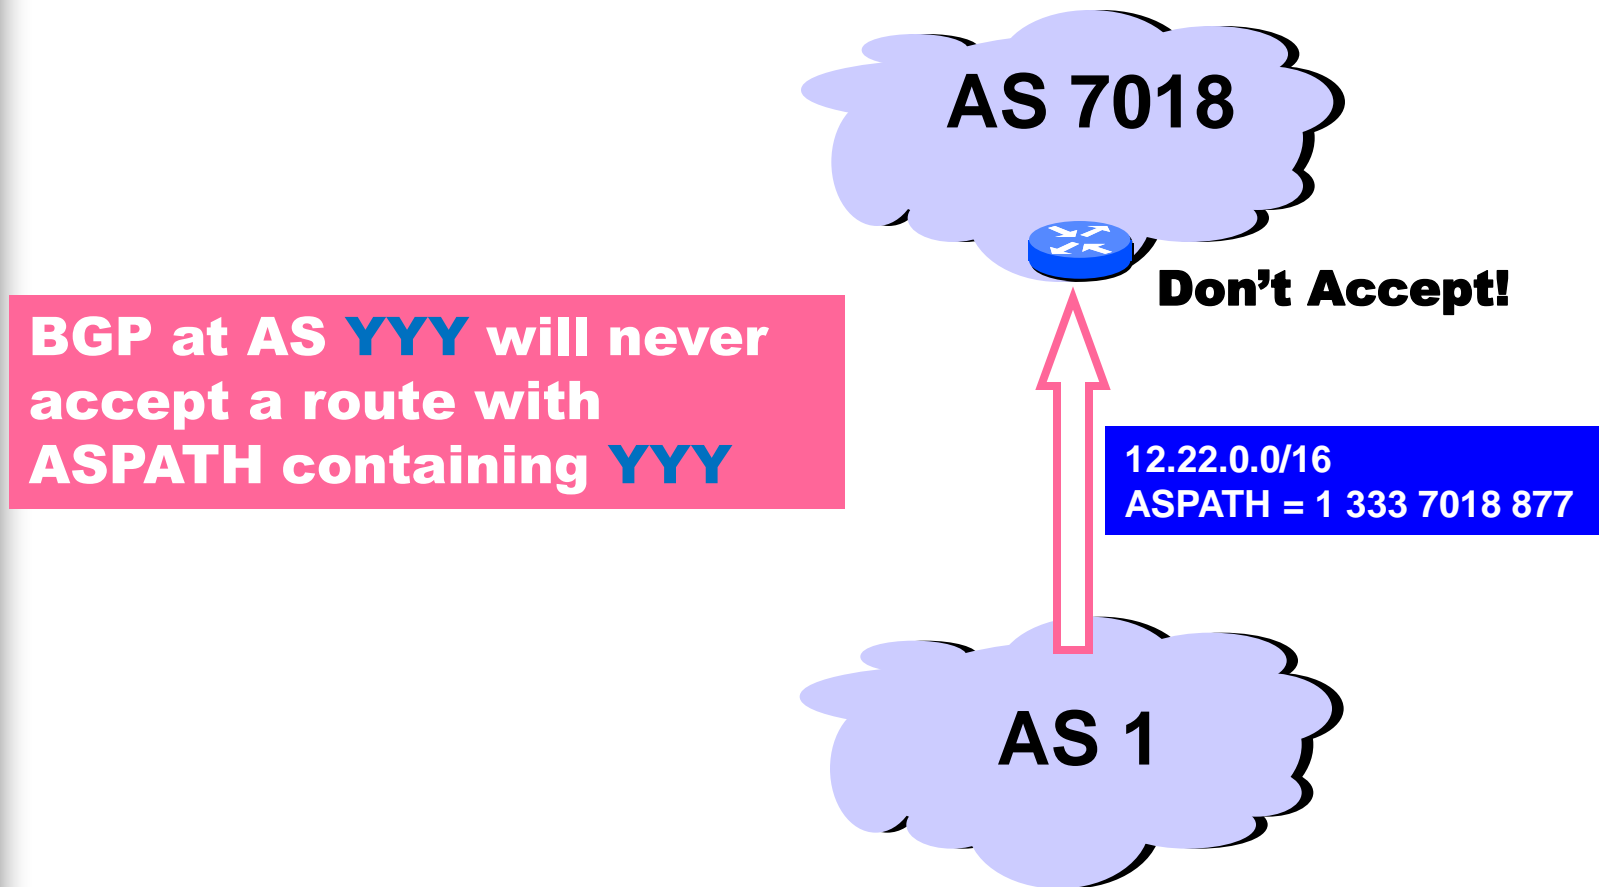 AS 7018
Don’t Accept!
BGP at AS YYY will never
accept a route with
ASPATH containing YYY
12.22.0.0/16
ASPATH = 1 333 7018 877
AS 1